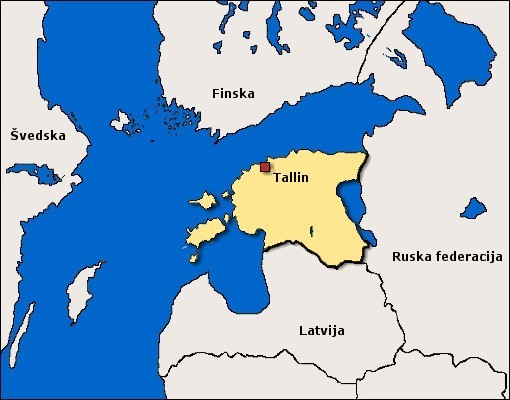 Finska
Švedska
Tallin
Ruska federacija
Latvija